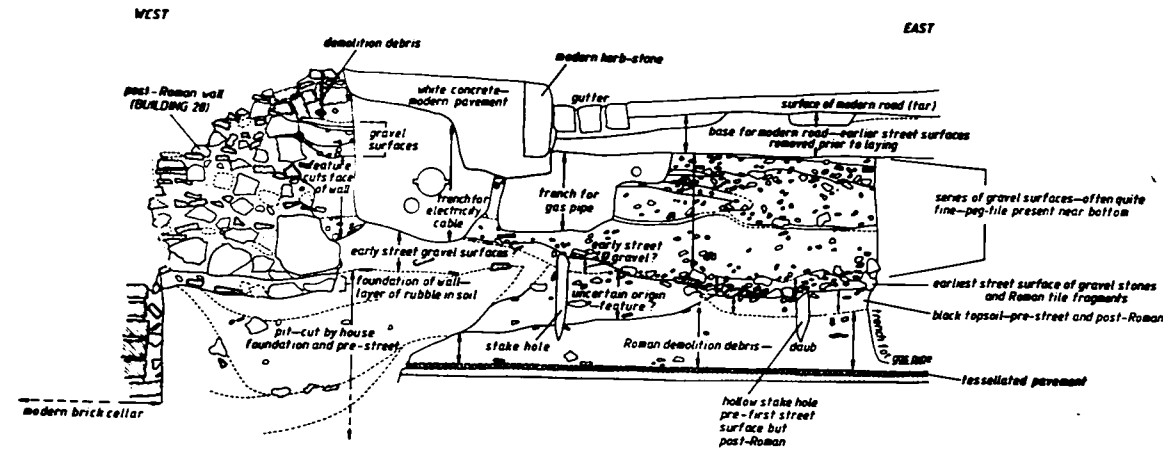 WEST
EAST
demolition debris
modern kerb-stone
post-Roman wall
(BUILDING 28)
white concrete—
modern pavement
gutter
surface of modern road (tar)
gravel
surfaces
base for modern road—earlier street surfaces
removed prior to laying
feature
cuts face
of wall
trench for
electricity
cable
trench for
gas pipe
series of gravel surfaces—often quite
fine—peg-tile present near bottom
early street gravel surfaces ?
early street
gravel ?
foundation of wall—
layer of rubble in soil
uncertain origin
—feature ?
earliest street surface of gravel stones
and Roman tile fragments
black topsoil—pre-street and post-Roman
pit—cut by house
foundation and pre-street
stake hole
Roman demolition debris—
daub
trench for
gas pipe
tessellated pavement
modern brick cellar
hollow stake hole
pre-first street
surface but
post-Roman